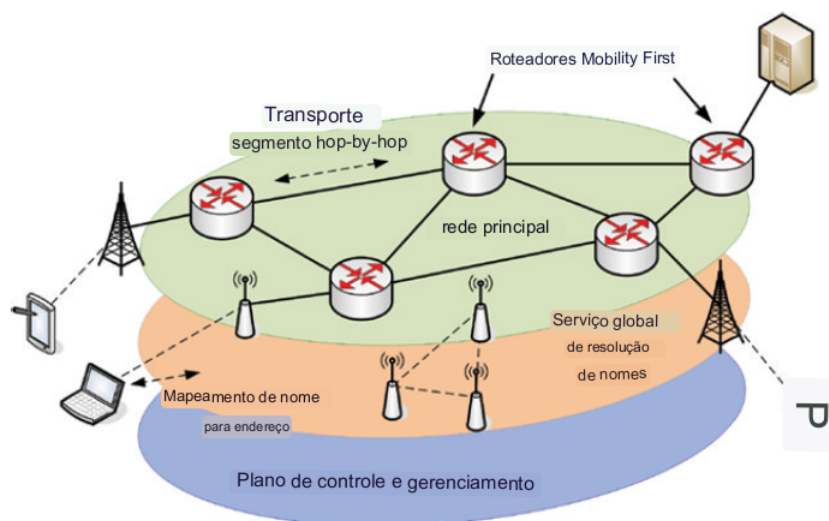 Roteadores Mobility First
Transporte
segmento hop-by-hop
rede principal
Serviço global
de resolução
de nomes
Mapeamento de nome
para endereço
P
Plano de controle e gerenciamento